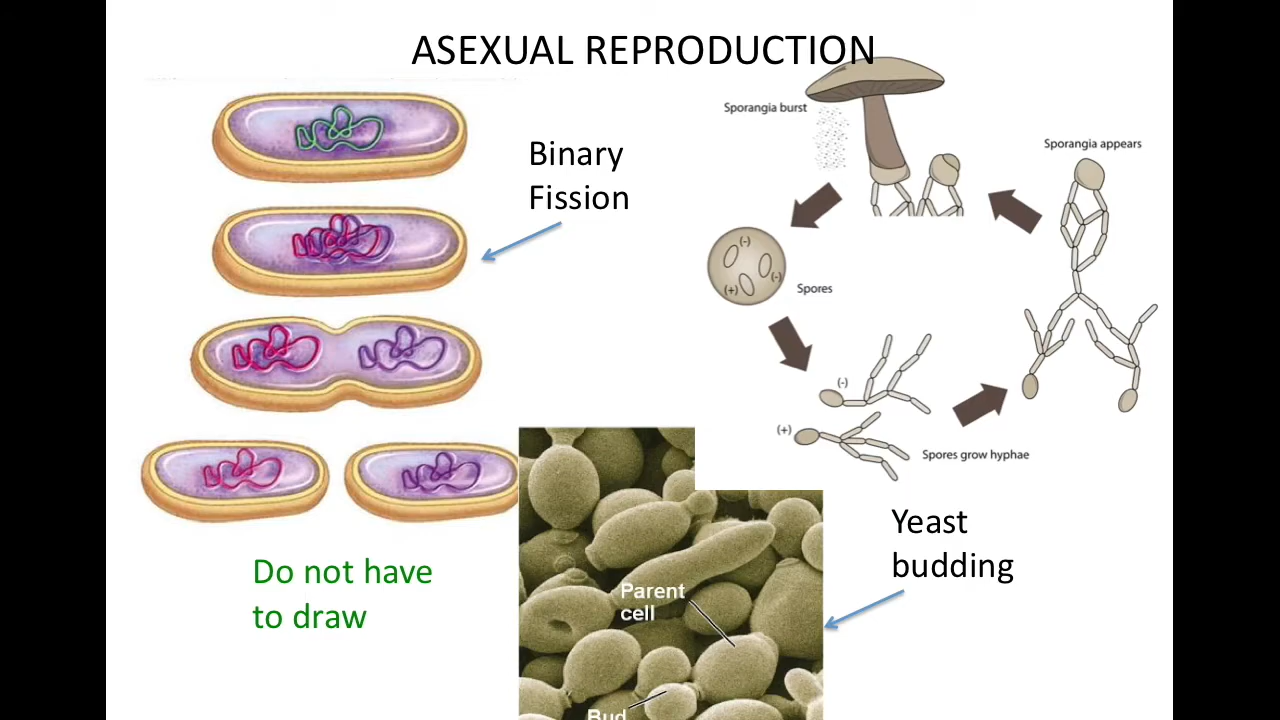 ASEXUAL REPRODUCTION
Sporangia burst
Sporangia appears
Binary
Fission
(-)
(-)
(+)
Spores
(-)
(+)
Spores grow hyphae
Yeast
budding
Do not have
to draw
Parent
cell
Bud